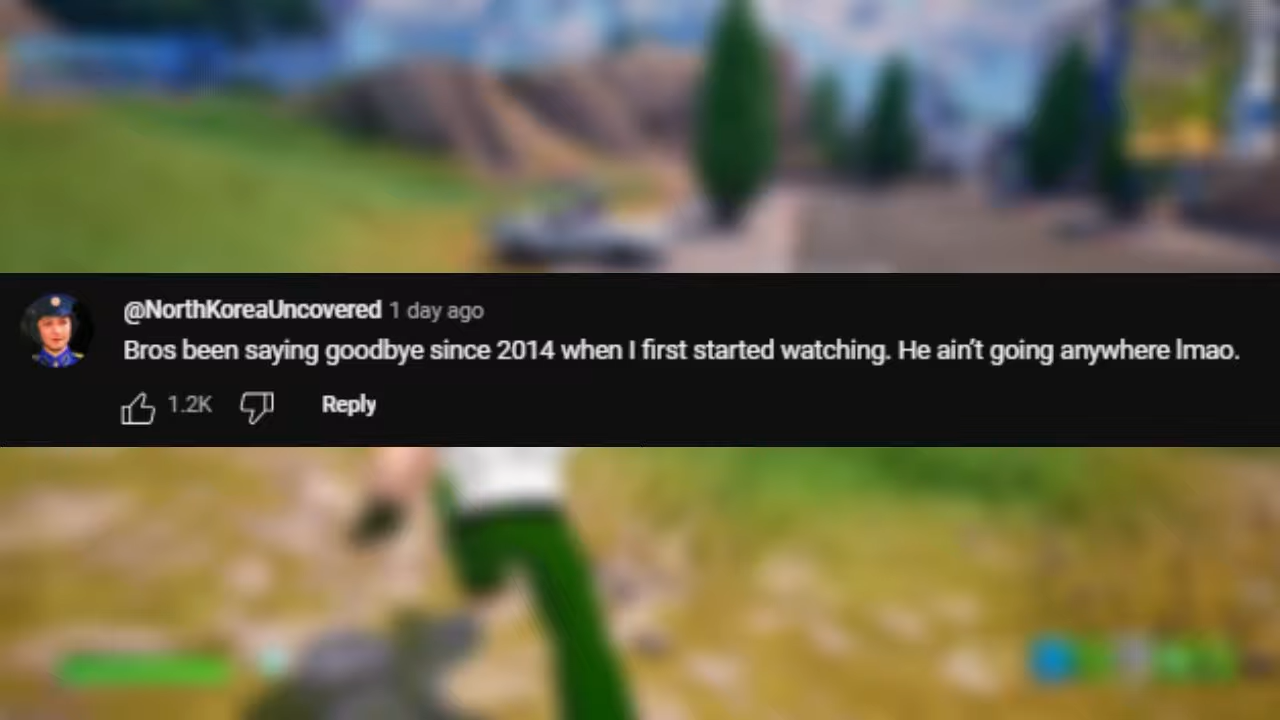 @NorthKoreaUncovered 1 day ago
Bros been saying goodbye since 2014 when I first started watching. He ain’t going anywhere lmao.
1.2K Reply